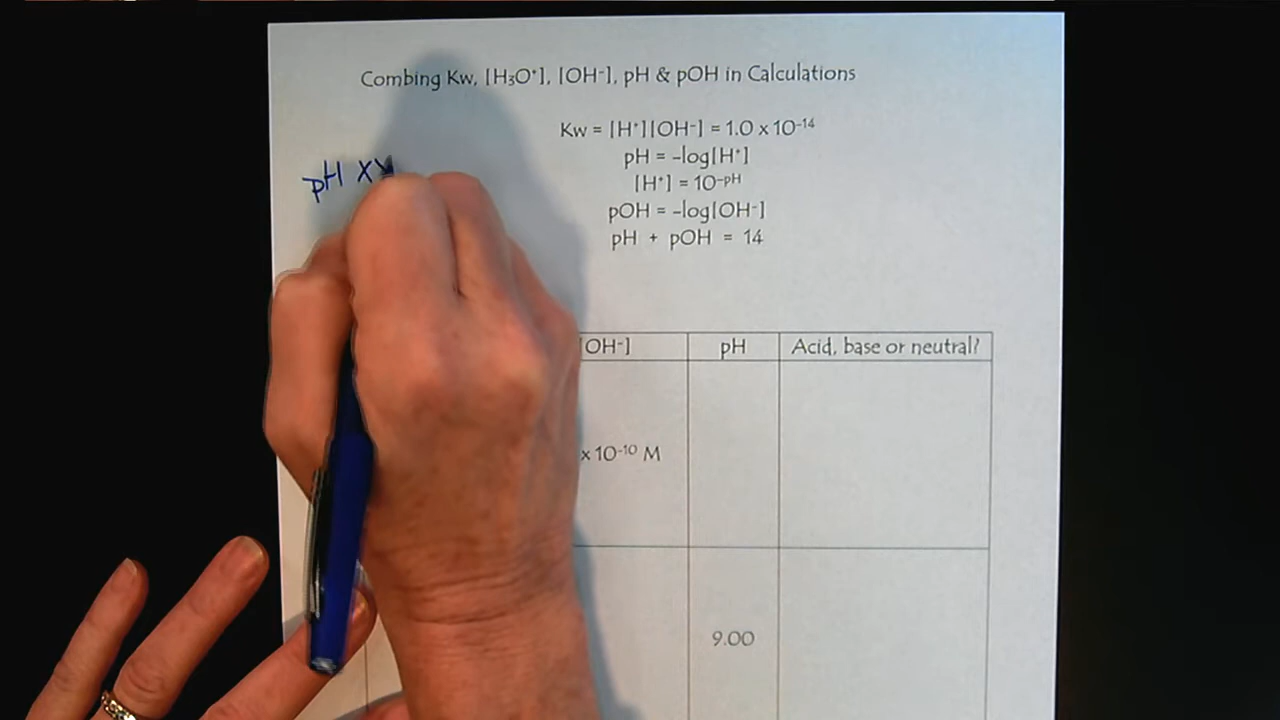 Combing Kw, [H₃O⁺], [OH⁻], pH & pOH in Calculations
Kw = [H⁺][OH⁻] = 1.0 x 10⁻¹⁴
pH = -log[H⁺]
pH
[H⁺] = 10⁻ᵖᴴ
pOH = -log[OH⁻]
pH + pOH = 14
OH⁻] pH Acid, base or neutral?
x 10⁻¹⁰ M
9.00